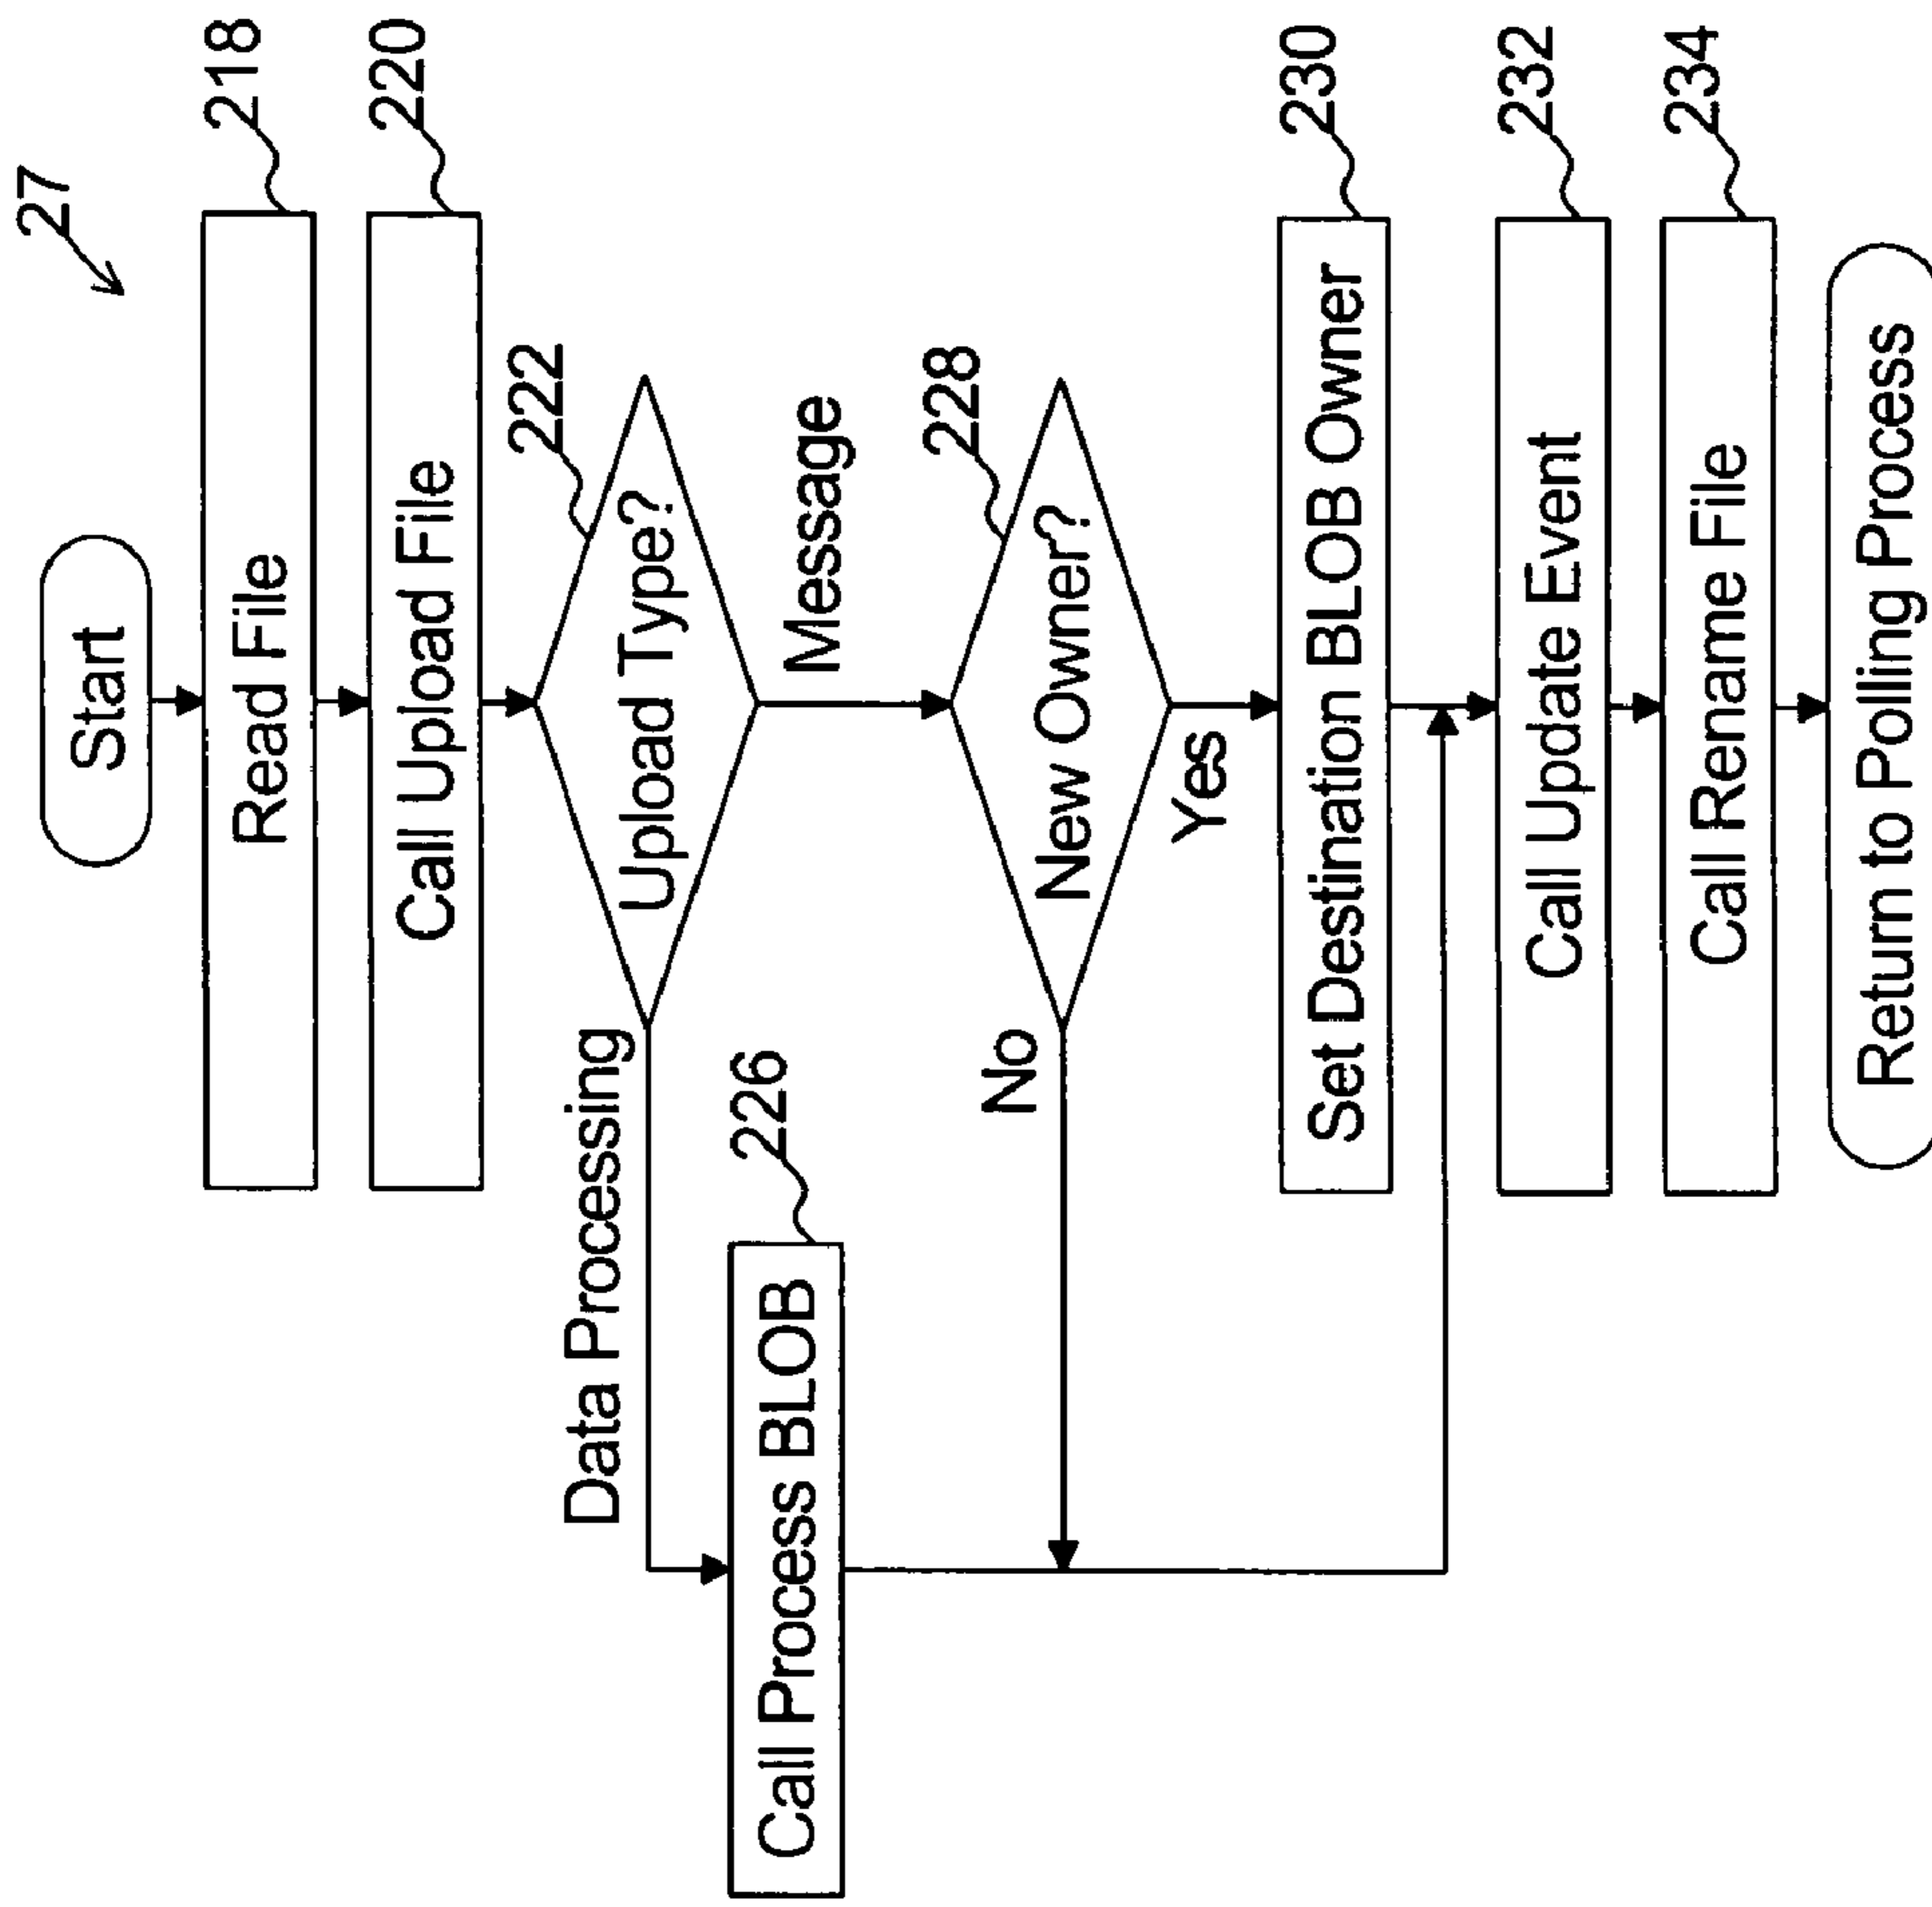 27
Start
Read File
218
Call Upload File
220
222
Upload Type?
Data Processing
Message
Call Process BLOB
226
228
New Owner?
No
Yes
Set Destination BLOB Owner
230
Call Update Event
232
Call Rename File
234
Return to Polling Process